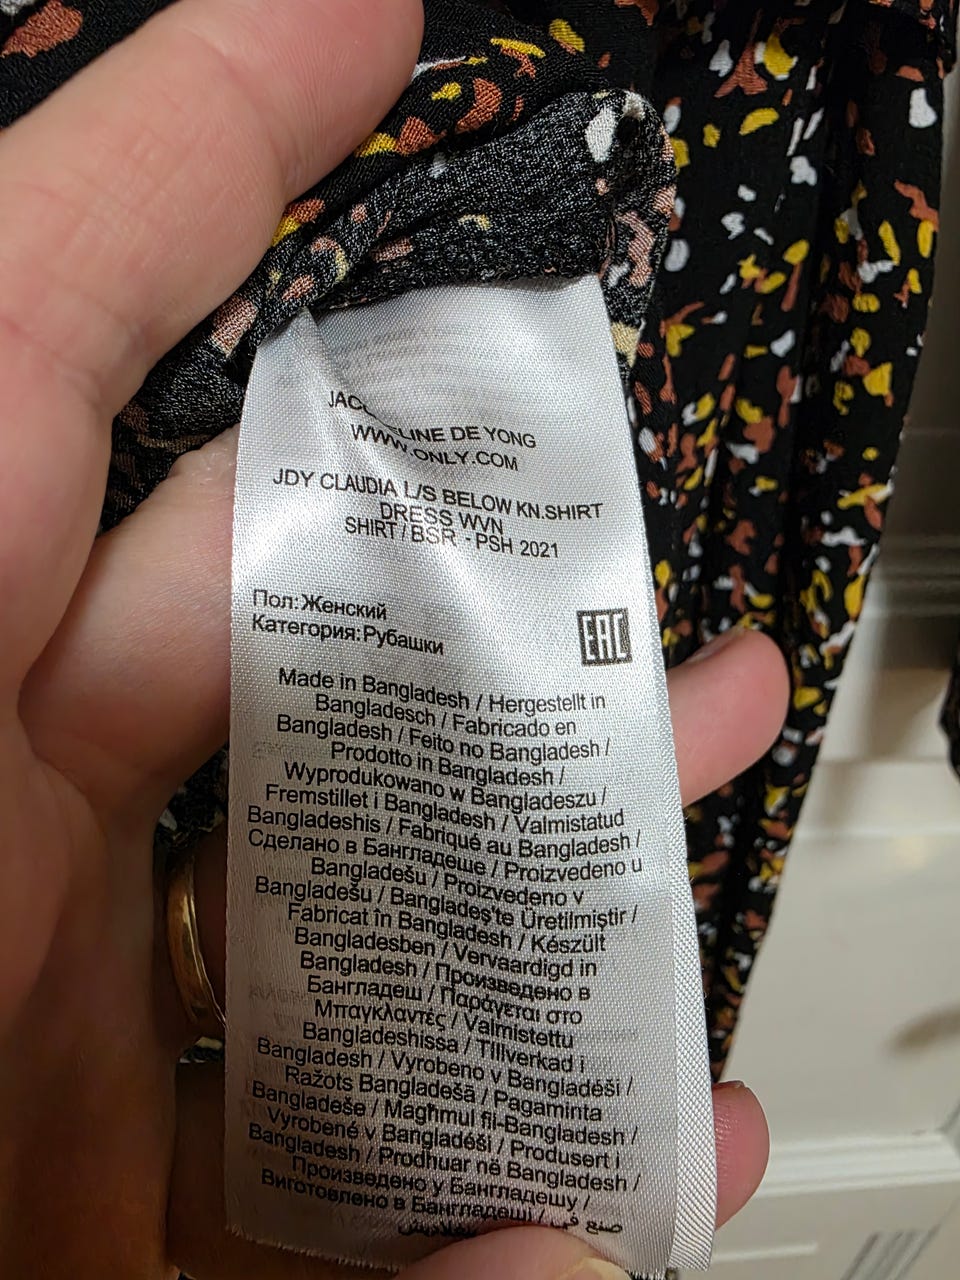 JACQUELINE DE YONG
WWW.ONLY.COM
JDY CLAUDIA L/S BELOW KN.SHIRT
DRESS WVN
SHIRT / BSR - PSH 2021
Пол:Женский
Категория:Рубашки
EAC
Made in Bangladesh / Hergestellt in
Bangladesch / Fabricado en
Bangladesh / Feito no Bangladesh /
Prodotto in Bangladesh /
Wyprodukowano w Bangladeszu /
Fremstillet i Bangladesh / Valmistatud
Bangladeshis / Fabriqué au Bangladesh /
Сделано в Бангладеше / Proizvedeno u
Bangladešu / Proizvedeno v
Bangladešu / Bangladeş'te Üretilmiştir /
Fabricat în Bangladesh / Készült
Bangladesben / Vervaardigd in
Bangladesh / Произведено в
Бангладеш / Παράγεται στο
Μπαγκλαντές / Valmistettu
Bangladeshissa / Tillverkad i
Bangladesh / Vyrobeno v Bangladéši /
Ražots Bangladešā / Pagaminta
Bangladeše / Magħmul fil-Bangladesh /
Vyrobené v Bangladéši / Produsert i
Bangladesh / Prodhuar në Bangladesh /
Произведено у Бангладешу /
Виготовлено в Бангладеші / صنع في